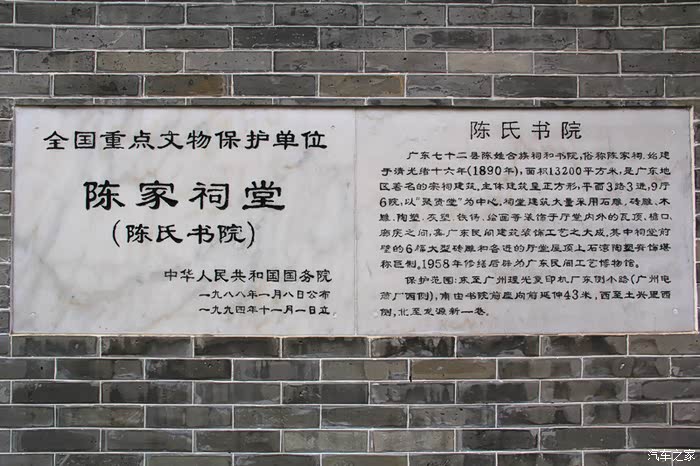 全国重点文物保护单位
陈家祠堂
(陈氏书院)
中华人民共和国国务院
一九八八年一月八日公布
一九九四年十一月一日立
陈氏书院
广东七十二县陈姓合族祠和书院,俗称陈家祠.始建
于清光绪十六年(1890年),面积13200平方米,是广东地
区著名的宗祠建筑,主体建筑呈正方形,平面3路3进,9厅
6院,以"聚贤堂"为中心.祠堂建筑大量采用石雕、砖雕、木
雕、陶塑、灰塑、铁铸、绘画等装饰于厅堂内外的瓦顶、檐口、
廊庑之间,集广东民间建筑装饰工艺之大成,其中祠堂前
壁的6幅大型砖雕和各进的厅堂屋顶上石湾陶塑脊饰堪
称巨制.1958年修缮后辟为广东民间工艺博物馆.
保护范围:东至广州理光复印机厂东侧小路(广州电
筒厂西侧),南由书院前座向前延伸43米,西至土兴里西
侧,北至龙源新一巷.
汽车之家